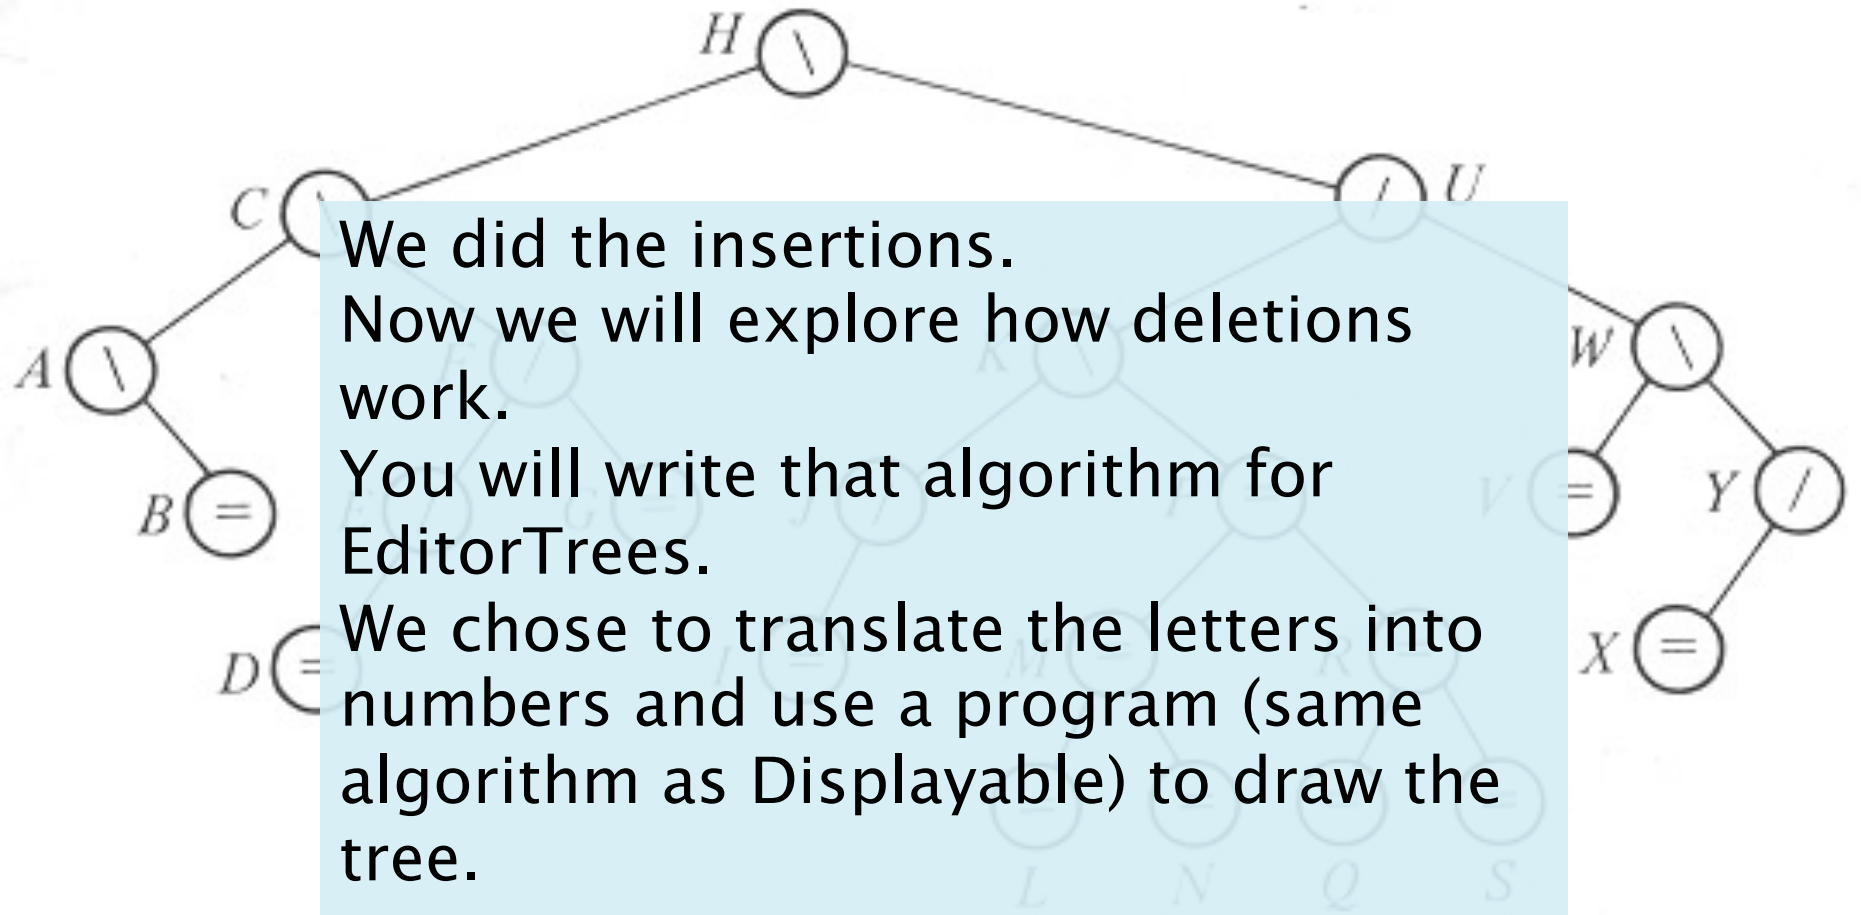 H \
C \ / U
We did the insertions.
Now we will explore how deletions
work.
You will write that algorithm for
EditorTrees.
We chose to translate the letters into
numbers and use a program (same
algorithm as Displayable) to draw the
tree.
A \ F / K \ W \
B = E / G = J / V = Y /
D = I = M = R = X =
L N Q S